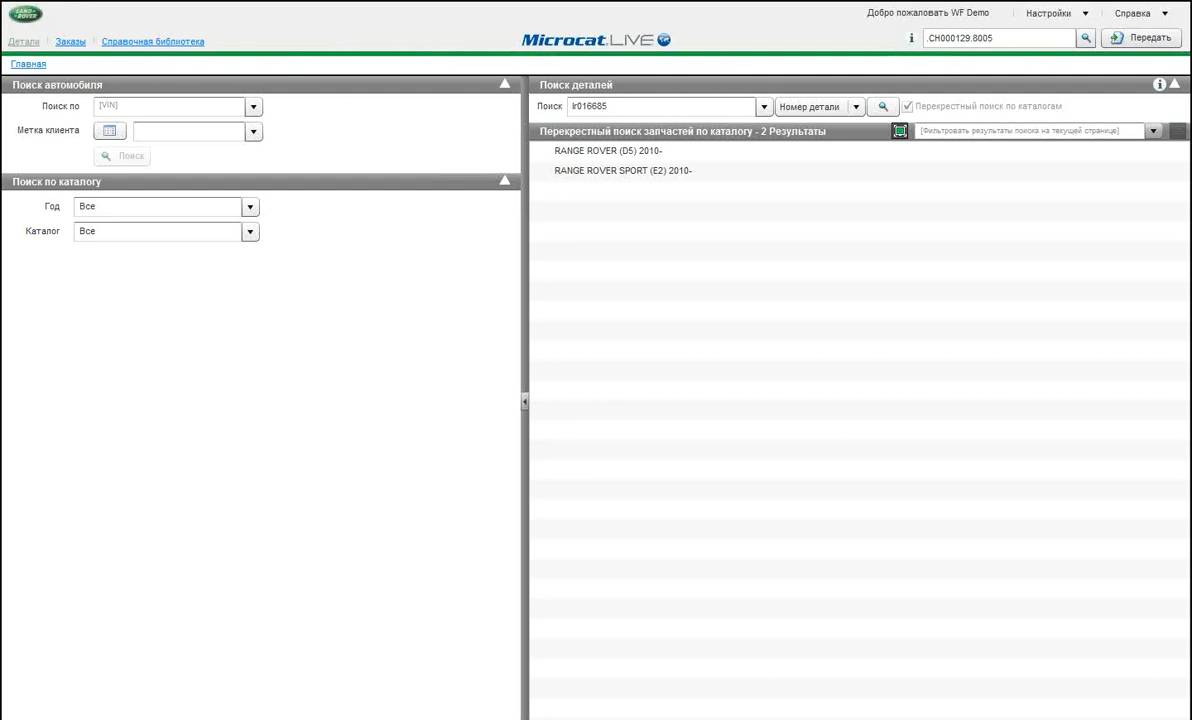 LAND-
ROVER
Добро пожаловать WF Demo
Настройки
Справка
Детали
Заказы
Справочная библиотека
Microcat.LIVE
i
.CH000129.8005
Передать
Главная
Поиск автомобиля
Поиск по
[VIN]
Метка клиента
Поиск
Поиск по каталогу
Год
Все
Каталог
Все
Поиск деталей
i
Поиск
lr016685
Номер детали
Перекрестный поиск по каталогам
Перекрестный поиск запчастей по каталогу - 2 Результаты
[Фильтровать результаты поиска на текущей странице]
RANGE ROVER (D5) 2010-
RANGE ROVER SPORT (E2) 2010-